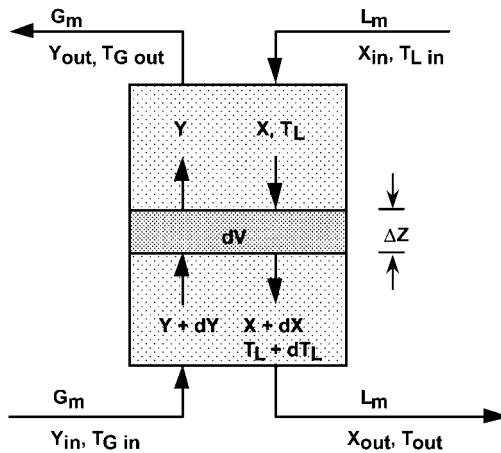 Gm Lm
Yout, TG out Xin, TL in
Y X, TL
dV ΔZ
Y + dY X + dX
TL + dTL
Gm Lm
Yin, TG in Xout, Tout